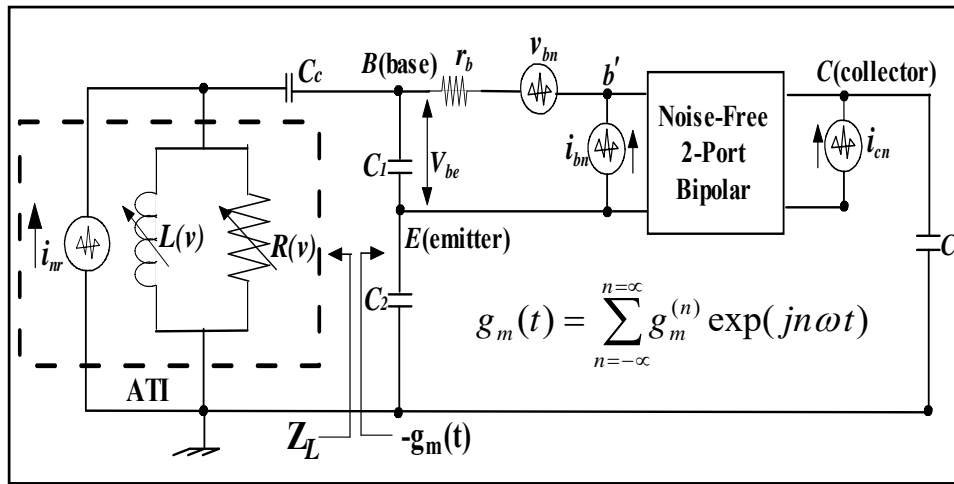 C_c
B(base)
r_b
v_bn
b'
C(collector)
Noise-Free
2-Port
Bipolar
i_bn
i_cn
C_1
V_be
i_nr
L(v)
R(v)
E(emitter)
C
C_2
g_m(t) = \sum_{n=-∞}^{n=∞} g_m^{(n)} exp(jnωt)
ATI
Z_L
-g_m(t)